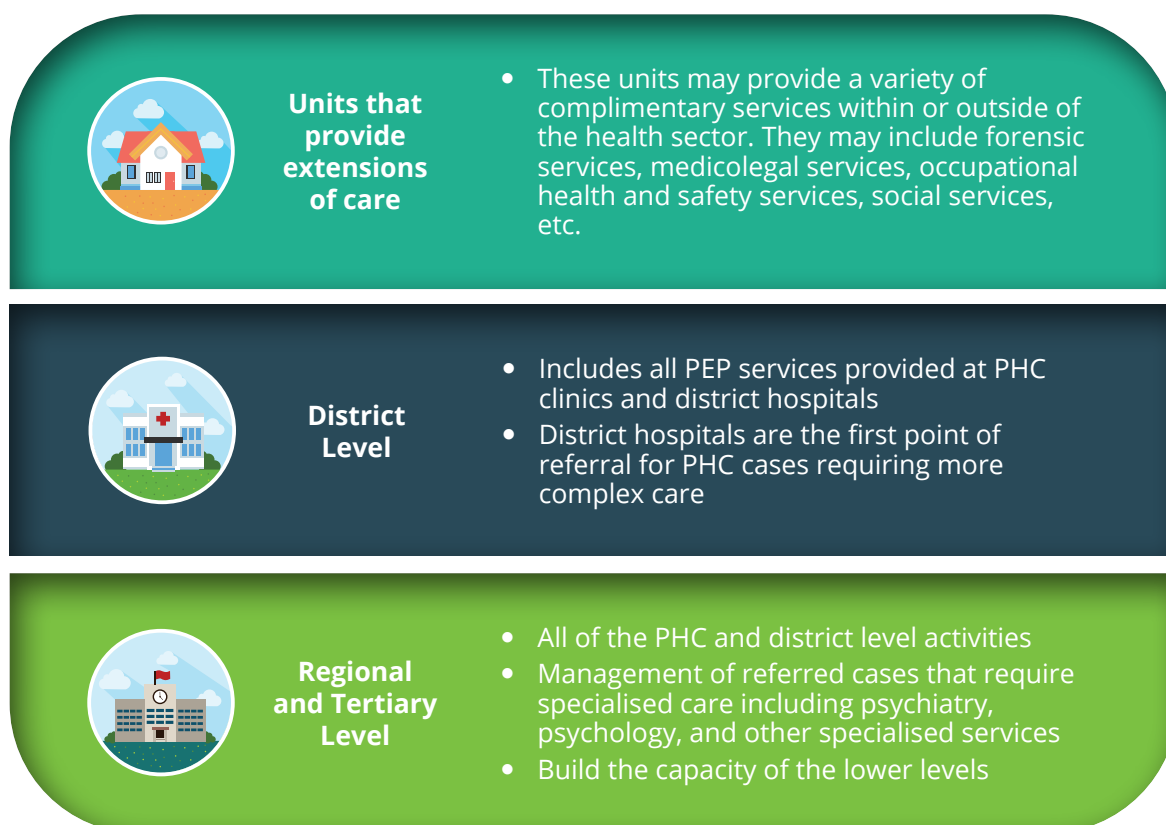 Units that
provide
extensions
of care
• These units may provide a variety of
complimentary services within or outside of
the health sector. They may include forensic
services, medicolegal services, occupational
health and safety services, social services,
etc.
District
Level
• Includes all PEP services provided at PHC
clinics and district hospitals
• District hospitals are the first point of
referral for PHC cases requiring more
complex care
Regional
and Tertiary
Level
• All of the PHC and district level activities
• Management of referred cases that require
specialised care including psychiatry,
psychology, and other specialised services
• Build the capacity of the lower levels